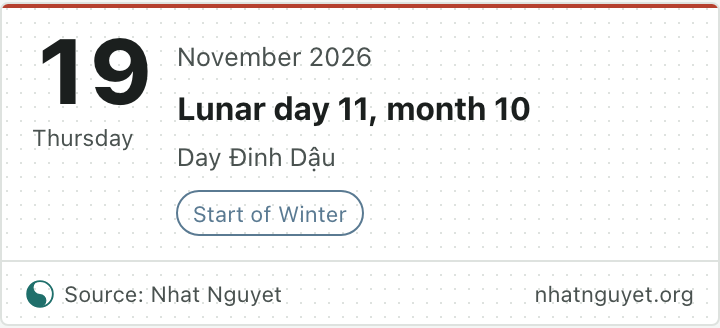 19
Thursday
November 2026
Lunar day 11, month 10
Day Đinh Dậu
Start of Winter
Source: Nhat Nguyet
nhatnguyet.org